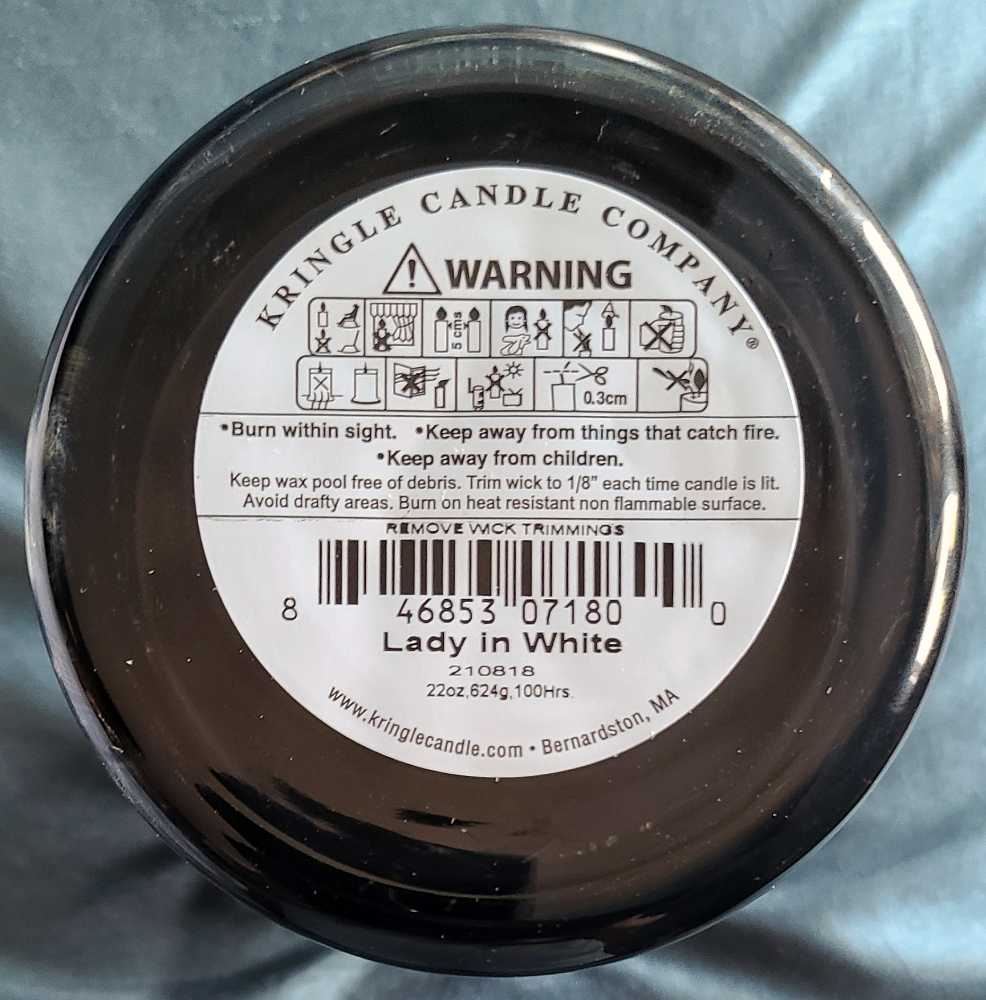 KRINGLE CANDLE COMPANY®
WARNING
5 cms
0.3cm
•Burn within sight. •Keep away from things that catch fire.
•Keep away from children.
Keep wax pool free of debris. Trim wick to 1/8" each time candle is lit.
Avoid drafty areas. Burn on heat resistant non flammable surface.
REMOVE WICK TRIMMINGS
8 46853 07180 0
Lady in White
210818
22oz,624g,100Hrs.
www.kringlecandle.com • Bernardston, MA